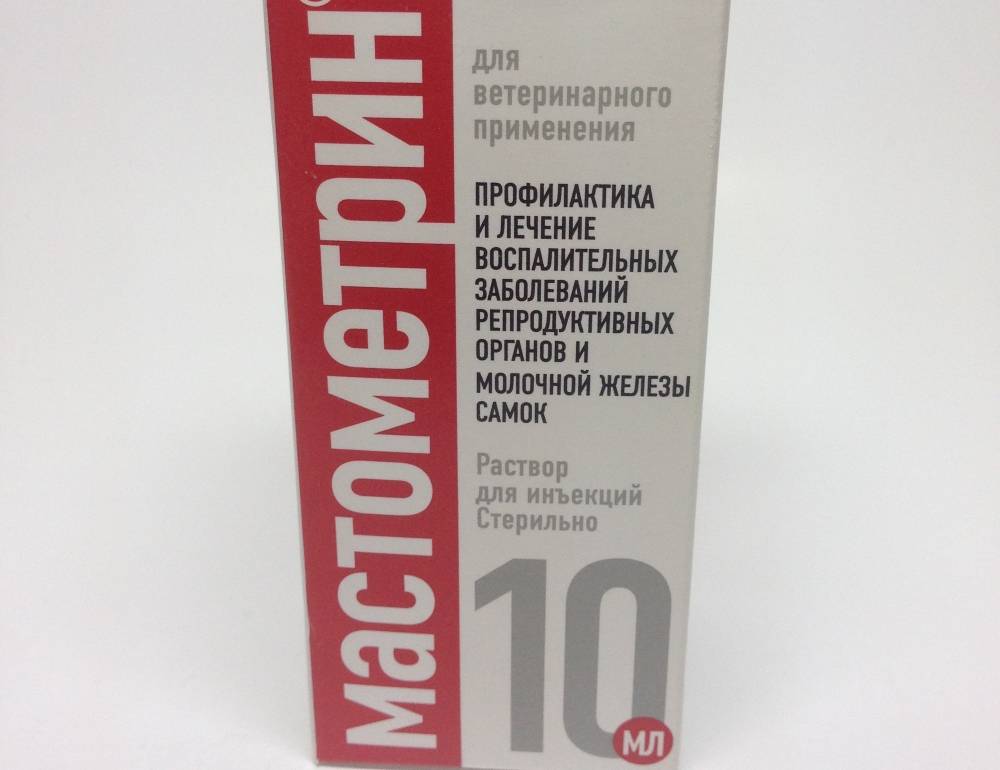 мастометрин®
для
ветеринарного
применения
ПРОФИЛАКТИКА
И ЛЕЧЕНИЕ
ВОСПАЛИТЕЛЬНЫХ
ЗАБОЛЕВАНИЙ
РЕПРОДУКТИВНЫХ
ОРГАНОВ И
МОЛОЧНОЙ ЖЕЛЕЗЫ
САМОК
Раствор
для инъекций
Стерильно
10
МЛ